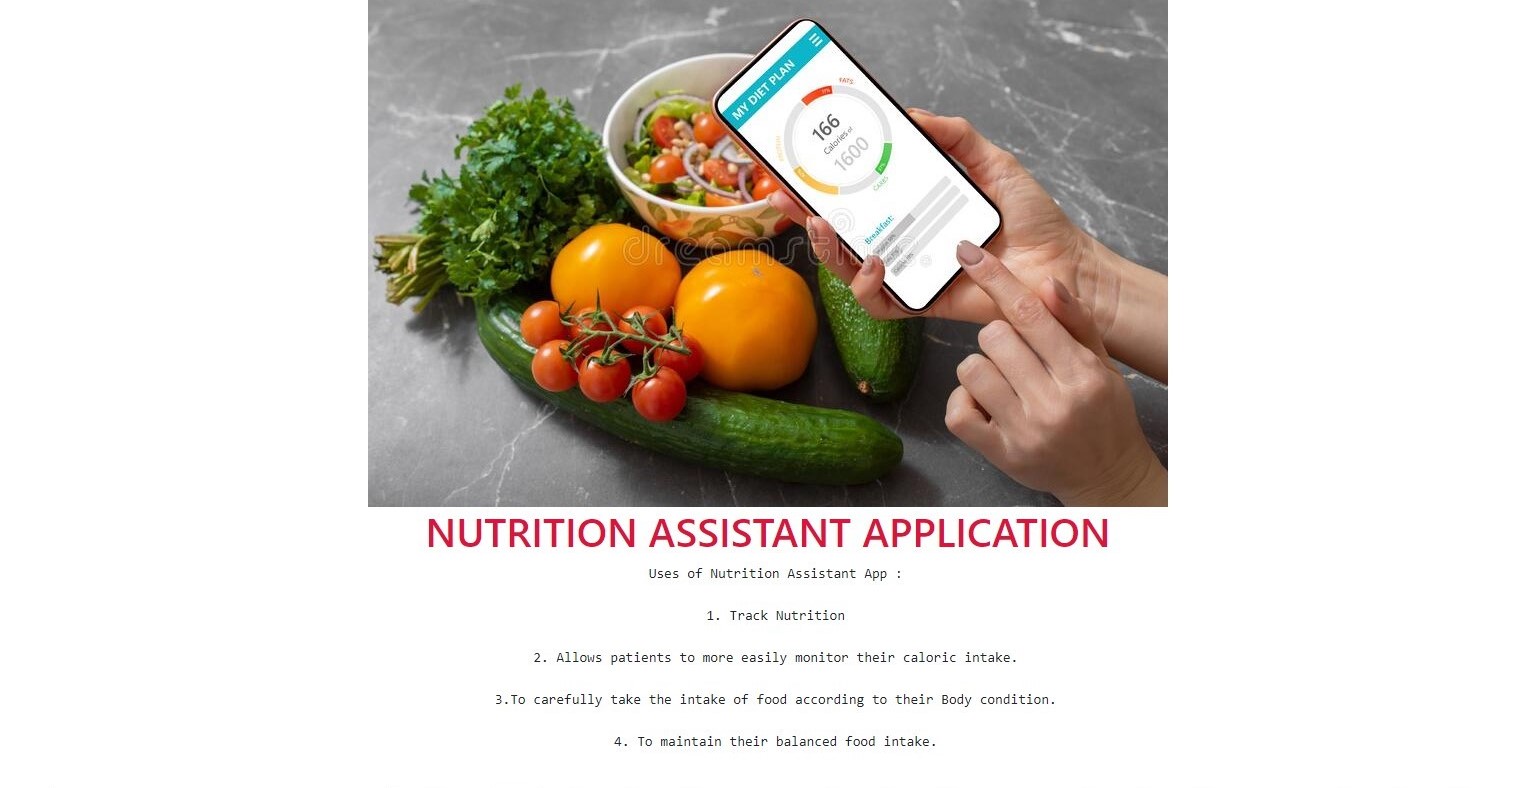 MY DIET PLAN
FATS
166
Calories of
1600
CARBS
Breakfast:
dreamstime
NUTRITION ASSISTANT APPLICATION
Uses of Nutrition Assistant App :
1. Track Nutrition
2. Allows patients to more easily monitor their caloric intake.
3.To carefully take the intake of food according to their Body condition.
4. To maintain their balanced food intake.